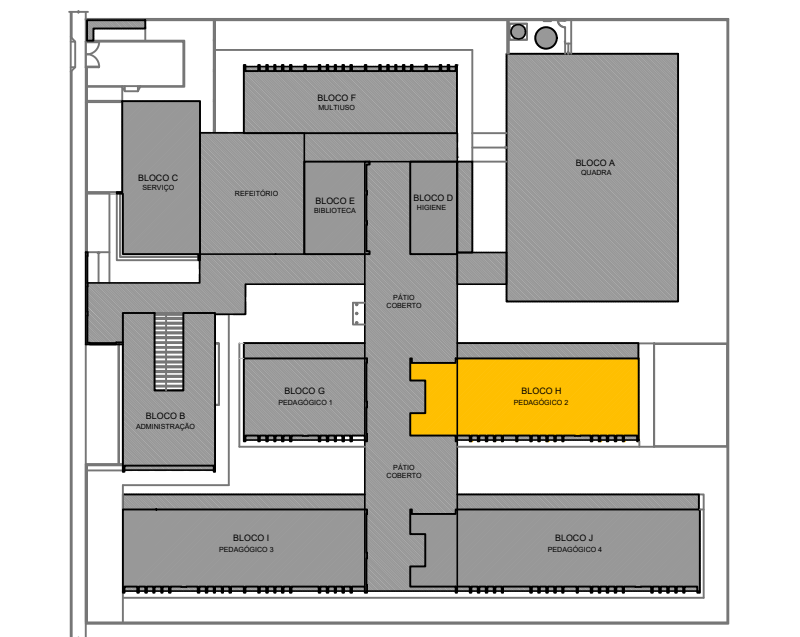 BLOCO F
MULTIUSO
BLOCO A
QUADRA
BLOCO C
SERVIÇO
REFEITÓRIO
BLOCO E
BIBLIOTECA
BLOCO D
HIGIENE
PÁTIO
COBERTO
BLOCO G
PEDAGÓGICO 1
BLOCO H
PEDAGÓGICO 2
BLOCO B
ADMINISTRAÇÃO
PÁTIO
COBERTO
BLOCO I
PEDAGÓGICO 3
BLOCO J
PEDAGÓGICO 4